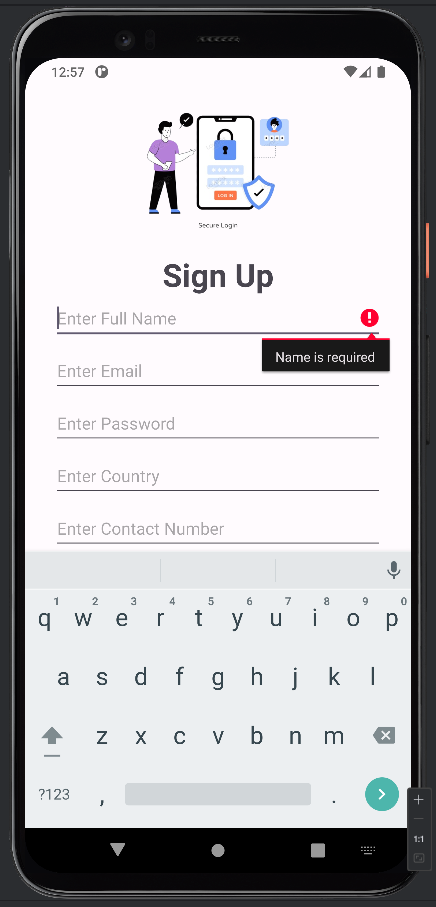 12:57
LOG IN
Secure Login
Sign Up
Enter Full Name
Name is required
Enter Email
Enter Password
Enter Country
Enter Contact Number
1 2 3 4 5 6 7 8 9 0
q w e r t y u i o p
a s d f g h j k l
z x c v b n m
?123 , .
1:1